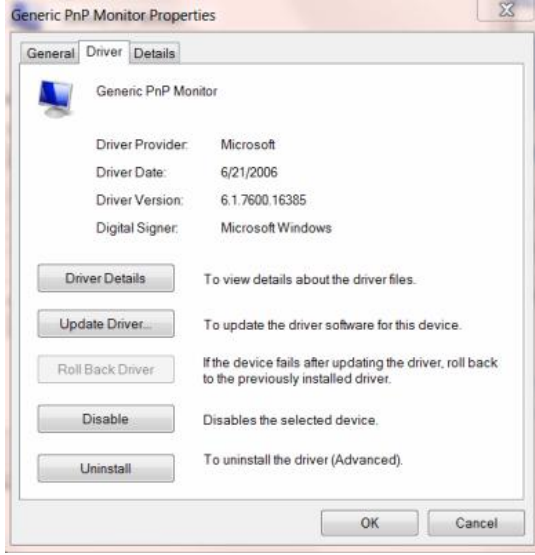 Generic PnP Monitor Properties
General Driver Details
Generic PnP Monitor
Driver Provider: Microsoft
Driver Date: 6/21/2006
Driver Version: 6.1.7600.16385
Digital Signer: Microsoft Windows
Driver Details To view details about the driver files.
Update Driver... To update the driver software for this device.
Roll Back Driver If the device fails after updating the driver, roll back
to the previously installed driver.
Disable Disables the selected device.
Uninstall To uninstall the driver (Advanced).
OK Cancel